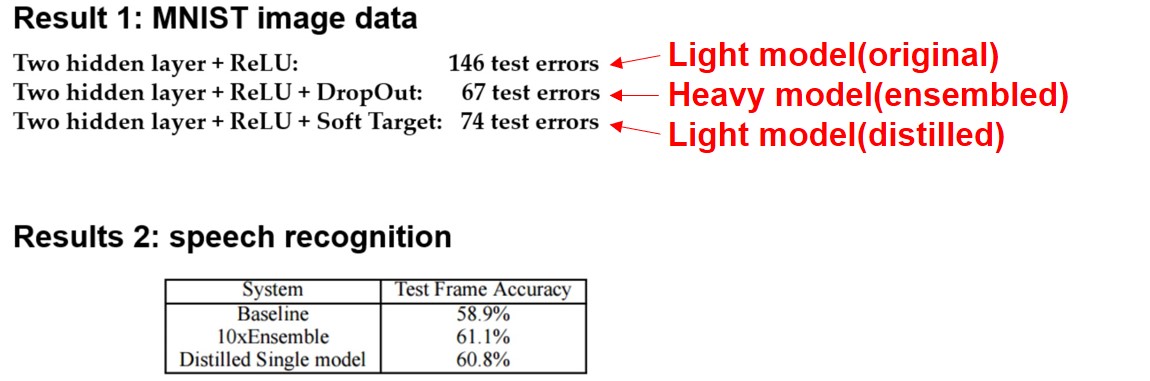 Result 1: MNIST image data
Two hidden layer + ReLU: 146 test errors Light model(original)
Two hidden layer + ReLU + DropOut: 67 test errors Heavy model(ensembled)
Two hidden layer + ReLU + Soft Target: 74 test errors Light model(distilled)
Results 2: speech recognition
System Test Frame Accuracy
Baseline 58.9%
10xEnsemble 61.1%
Distilled Single model 60.8%